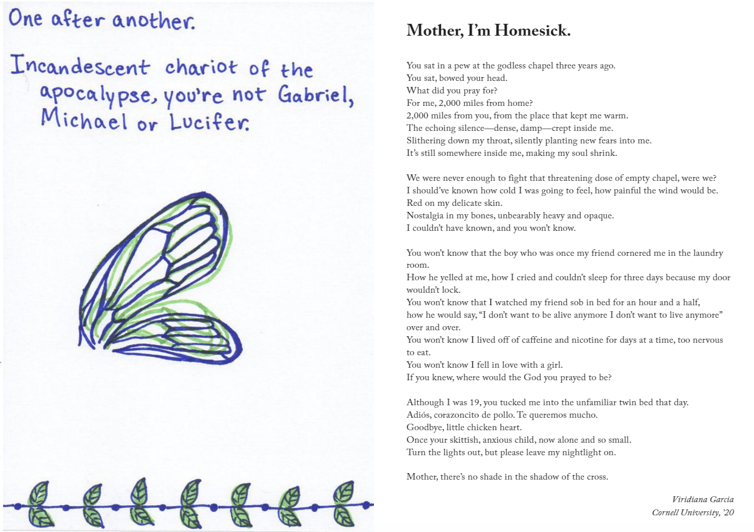 One after another.
Incandescent chariot of the
apocalypse, you're not Gabriel,
Michael or Lucifer.
Mother, I'm Homesick.
You sat in a pew at the godless chapel three years ago.
You sat, bowed your head.
What did you pray for?
For me, 2,000 miles from home?
2,000 miles from you, from the place that kept me warm.
The echoing silence—dense, damp—crept inside me.
Slithering down my throat, silently planting new fears into me.
It's still somewhere inside me, making my soul shrink.
We were never enough to fight that threatening dose of empty chapel, were we?
I should've known how cold I was going to feel, how painful the wind would be.
Red on my delicate skin.
Nostalgia in my bones, unbearably heavy and opaque.
I couldn't have known, and you won't know.
You won't know that the boy who was once my friend cornered me in the laundry
room.
How he yelled at me, how I cried and couldn't sleep for three days because my door
wouldn't lock.
You won't know that I watched my friend sob in bed for an hour and a half,
how he would say, "I don't want to be alive anymore I don't want to live anymore"
over and over.
You won't know I lived off of caffeine and nicotine for days at a time, too nervous
to eat.
You won't know I fell in love with a girl.
If you knew, where would the God you prayed to be?
Although I was 19, you tucked me into the unfamiliar twin bed that day.
Adiós, corazoncito de pollo. Te queremos mucho.
Goodbye, little chicken heart.
Once your skittish, anxious child, now alone and so small.
Turn the lights out, but please leave my nightlight on.
Mother, there's no shade in the shadow of the cross.
Viridiana Garcia
Cornell University, '20